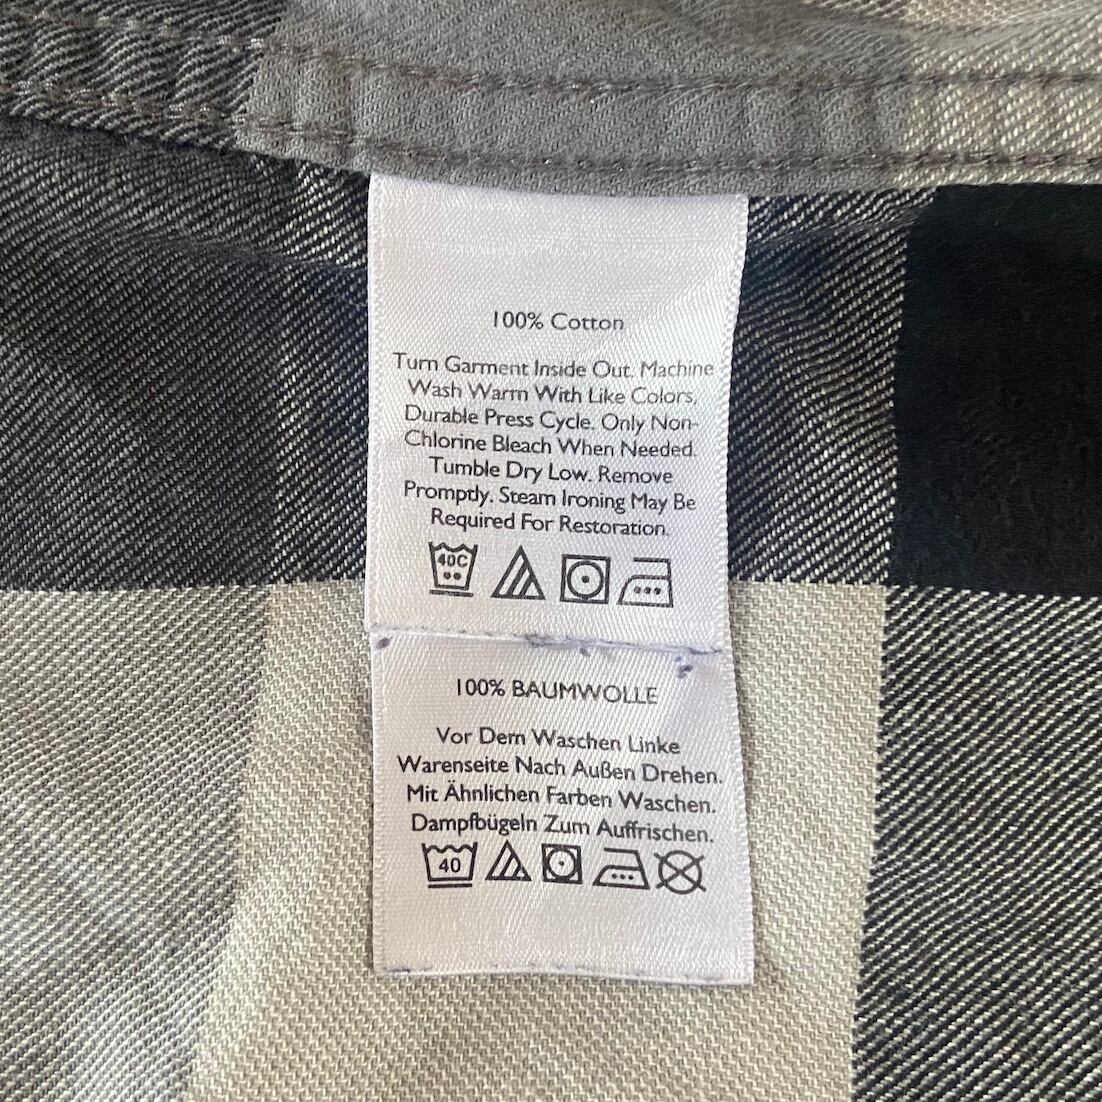 100% Cotton
Turn Garment Inside Out. Machine
Wash Warm With Like Colors,
Durable Press Cycle. Only Non-
Chlorine Bleach When Needed.
Tumble Dry Low. Remove
Promptly. Steam Ironing May Be
Required For Restoration.
40C
100% BAUMWOLLE
Vor Dem Waschen Linke
Warenseite Nach Außen Drehen.
Mit Ähnlichen Farben Waschen.
Dampfbügeln Zum Auffrischen.
40